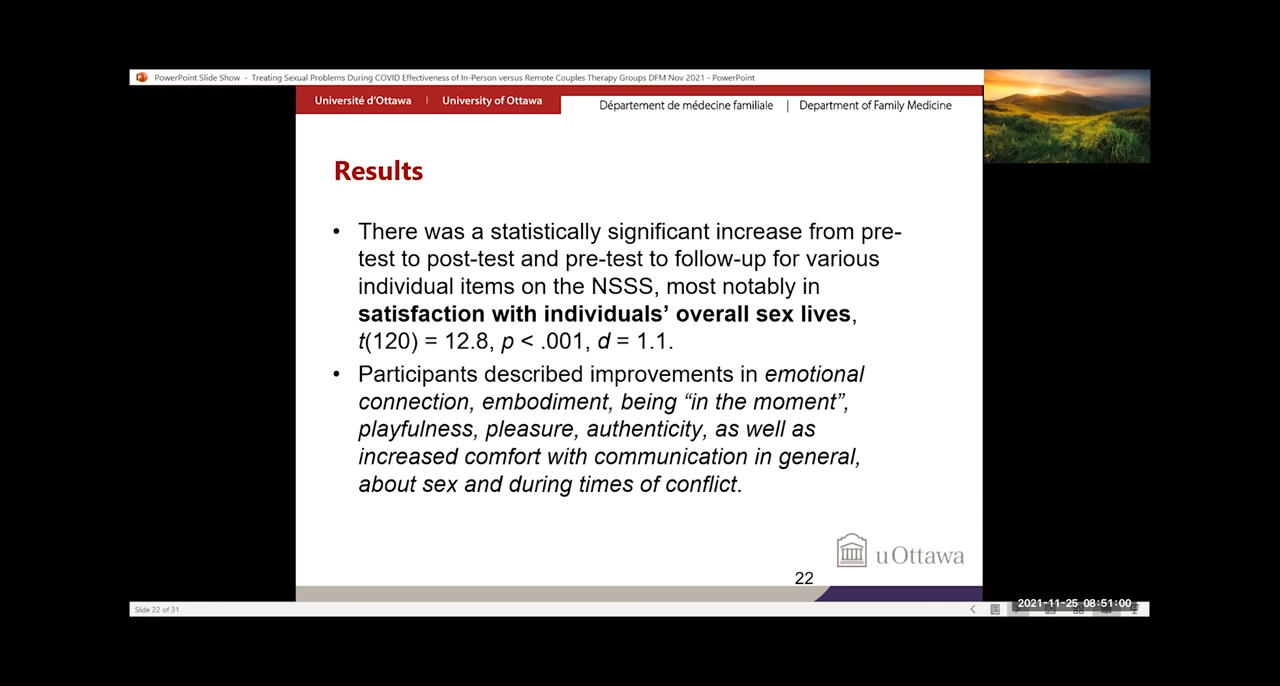 PowerPoint Slide Show - Treating Sexual Problems During COVID Effectiveness of In-Person versus Remote Couples Therapy Groups DFM Nov 2021 - PowerPoint
Université d'Ottawa | University of Ottawa
Département de médecine familiale | Department of Family Medicine
Results
• There was a statistically significant increase from pre-
test to post-test and pre-test to follow-up for various
individual items on the NSSS, most notably in
satisfaction with individuals’ overall sex lives,
t(120) = 12.8, p < .001, d = 1.1.
• Participants described improvements in emotional
connection, embodiment, being “in the moment”,
playfulness, pleasure, authenticity, as well as
increased comfort with communication in general,
about sex and during times of conflict.
uOttawa
22
Slide 22 of 31
2021-11-25 08:51:00